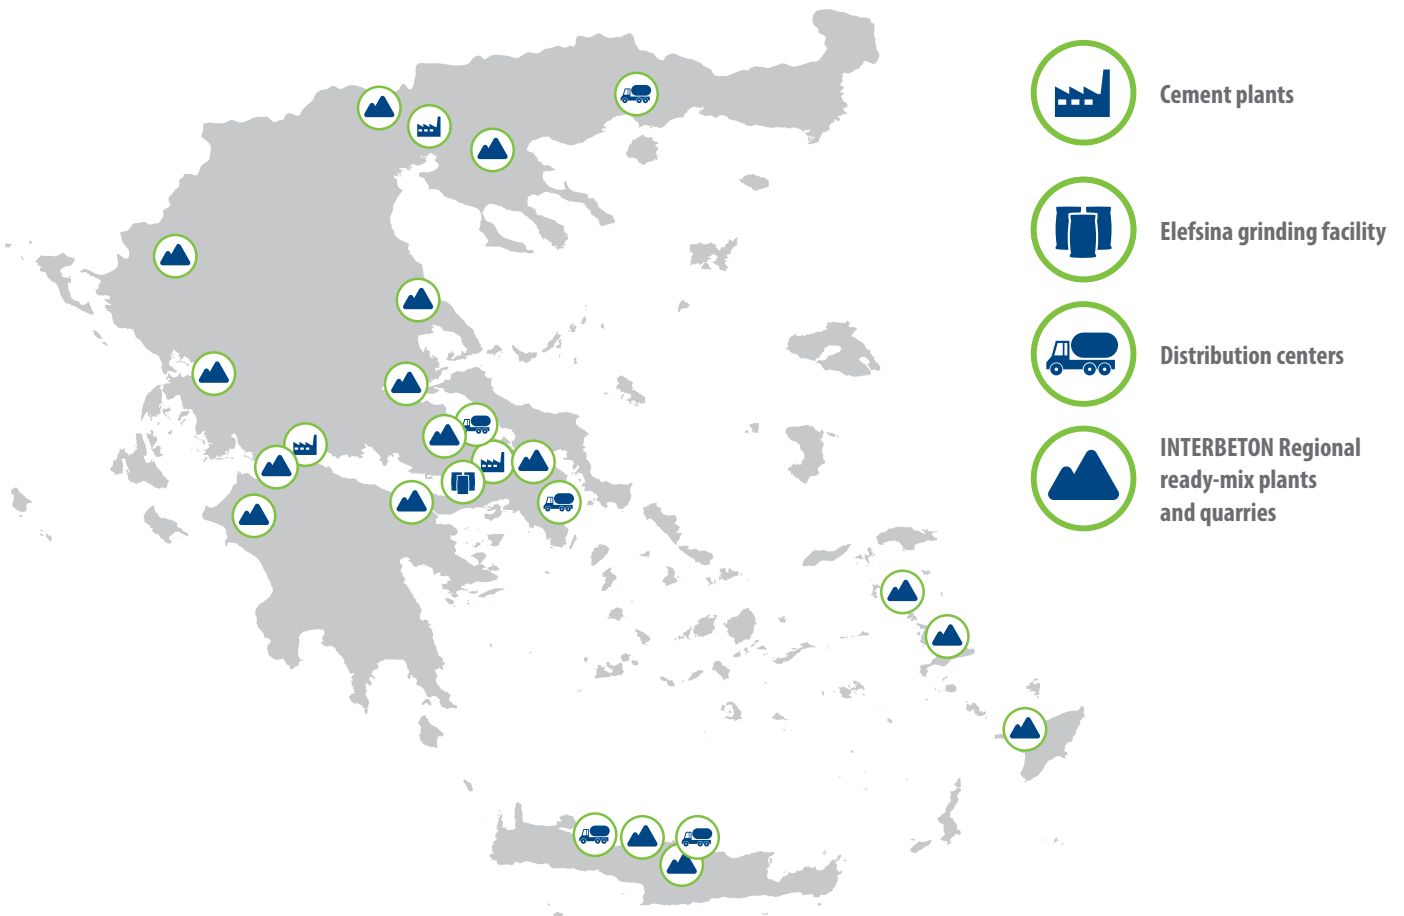 Cement plants
Elefsina grinding facility
Distribution centers
INTERBETON Regional
ready-mix plants
and quarries